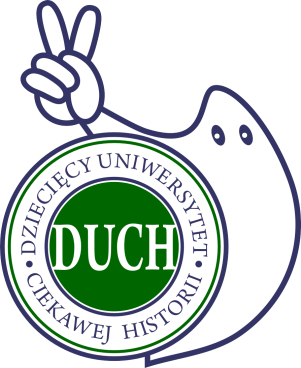 • DZIECIĘCY UNIWERSYTET •
DUCH
CIEKAWEJ HISTORII